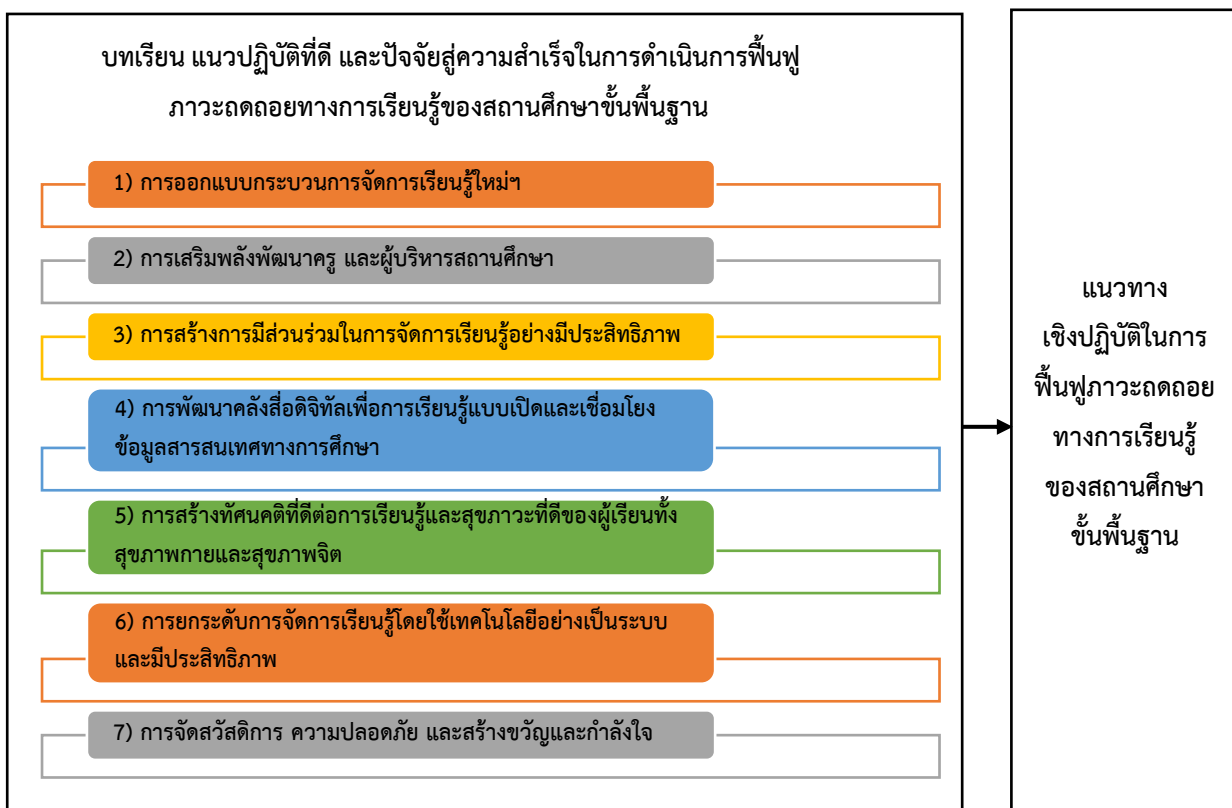 บทเรียน แนวปฏิบัติที่ดี และปัจจัยสู่ความสำเร็จในการดำเนินการฟื้นฟู
ภาวะถดถอยทางการเรียนรู้ของสถานศึกษาขั้นพื้นฐาน
1) การออกแบบกระบวนการจัดการเรียนรู้ใหม่ฯ
2) การเสริมพลังพัฒนาครู และผู้บริหารสถานศึกษา
3) การสร้างการมีส่วนร่วมในการจัดการเรียนรู้อย่างมีประสิทธิภาพ
4) การพัฒนาคลังสื่อดิจิทัลเพื่อการเรียนรู้แบบเปิดและเชื่อมโยง
ข้อมูลสารสนเทศทางการศึกษา
5) การสร้างทัศนคติที่ดีต่อการเรียนรู้และสุขภาวะที่ดีของผู้เรียนทั้ง
สุขภาพกายและสุขภาพจิต
6) การยกระดับการจัดการเรียนรู้โดยใช้เทคโนโลยีอย่างเป็นระบบ
และมีประสิทธิภาพ
7) การจัดสวัสดิการ ความปลอดภัย และสร้างขวัญและกำลังใจ
แนวทาง
เชิงปฏิบัติในการ
ฟื้นฟูภาวะถดถอย
ทางการเรียนรู้
ของสถานศึกษา
ขั้นพื้นฐาน